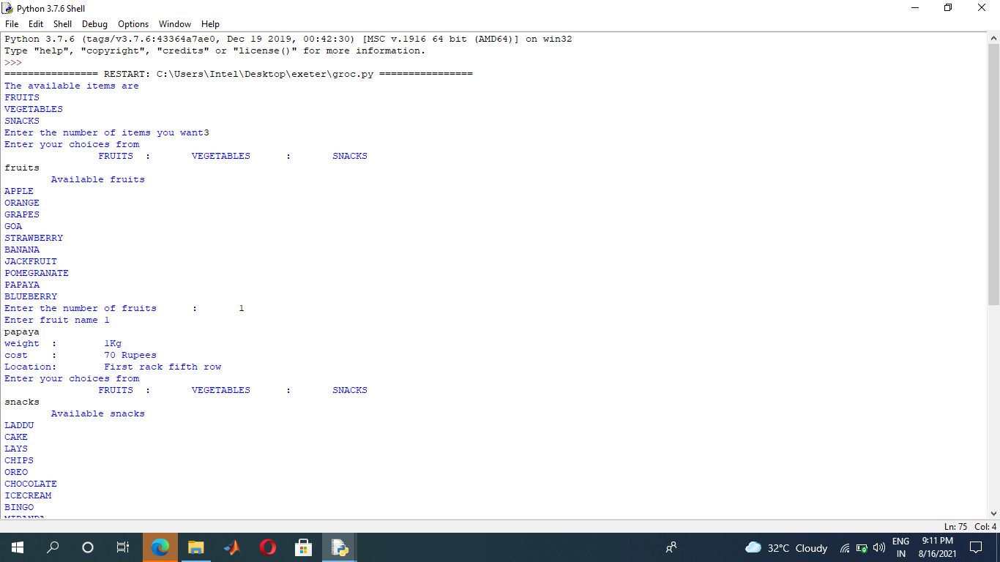 Python 3.7.6 Shell
File Edit Shell Debug Options Window Help
Python 3.7.6 (tags/v3.7.6:43364a7ae0, Dec 19 2019, 00:42:30) [MSC v.1916 64 bit (AMD64)] on win32
Type "help", "copyright", "credits" or "license()" for more information.
>>>
================ RESTART: C:\Users\Intel\Desktop\exeter\groc.py ================
The available items are
FRUITS
VEGETABLES
SNACKS
Enter the number of items you want3
Enter your choices from
FRUITS : VEGETABLES : SNACKS
fruits
Available fruits
APPLE
ORANGE
GRAPES
GOA
STRAWBERRY
BANANA
JACKFRUIT
POMEGRANATE
PAPAYA
BLUEBERRY
Enter the number of fruits : 1
Enter fruit name 1
papaya
weight : 1Kg
cost : 70 Rupees
Location: First rack fifth row
Enter your choices from
FRUITS : VEGETABLES : SNACKS
snacks
Available snacks
LADDU
CAKE
LAYS
CHIPS
OREO
CHOCOLATE
ICECREAM
BINGO
Ln: 75 Col: 4
32°C Cloudy
ENG
IN
9:11 PM
8/16/2021